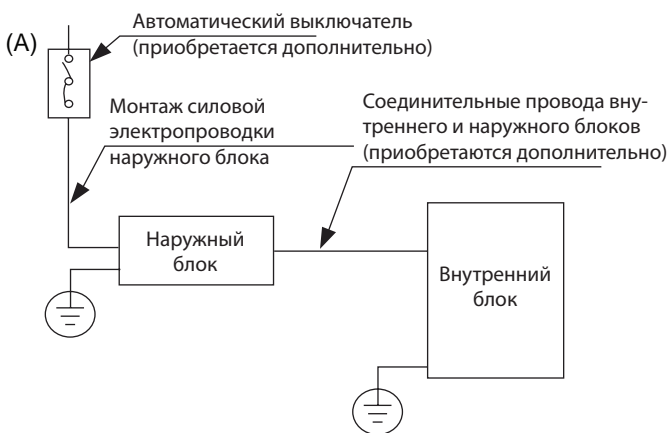 (A)
Автоматический выключатель
(приобретается дополнительно)
Монтаж силовой
электропроводки
наружного блока
Соединительные провода вну-
треннего и наружного блоков
(приобретаются дополнительно)
Наружный
блок
Внутренний
блок